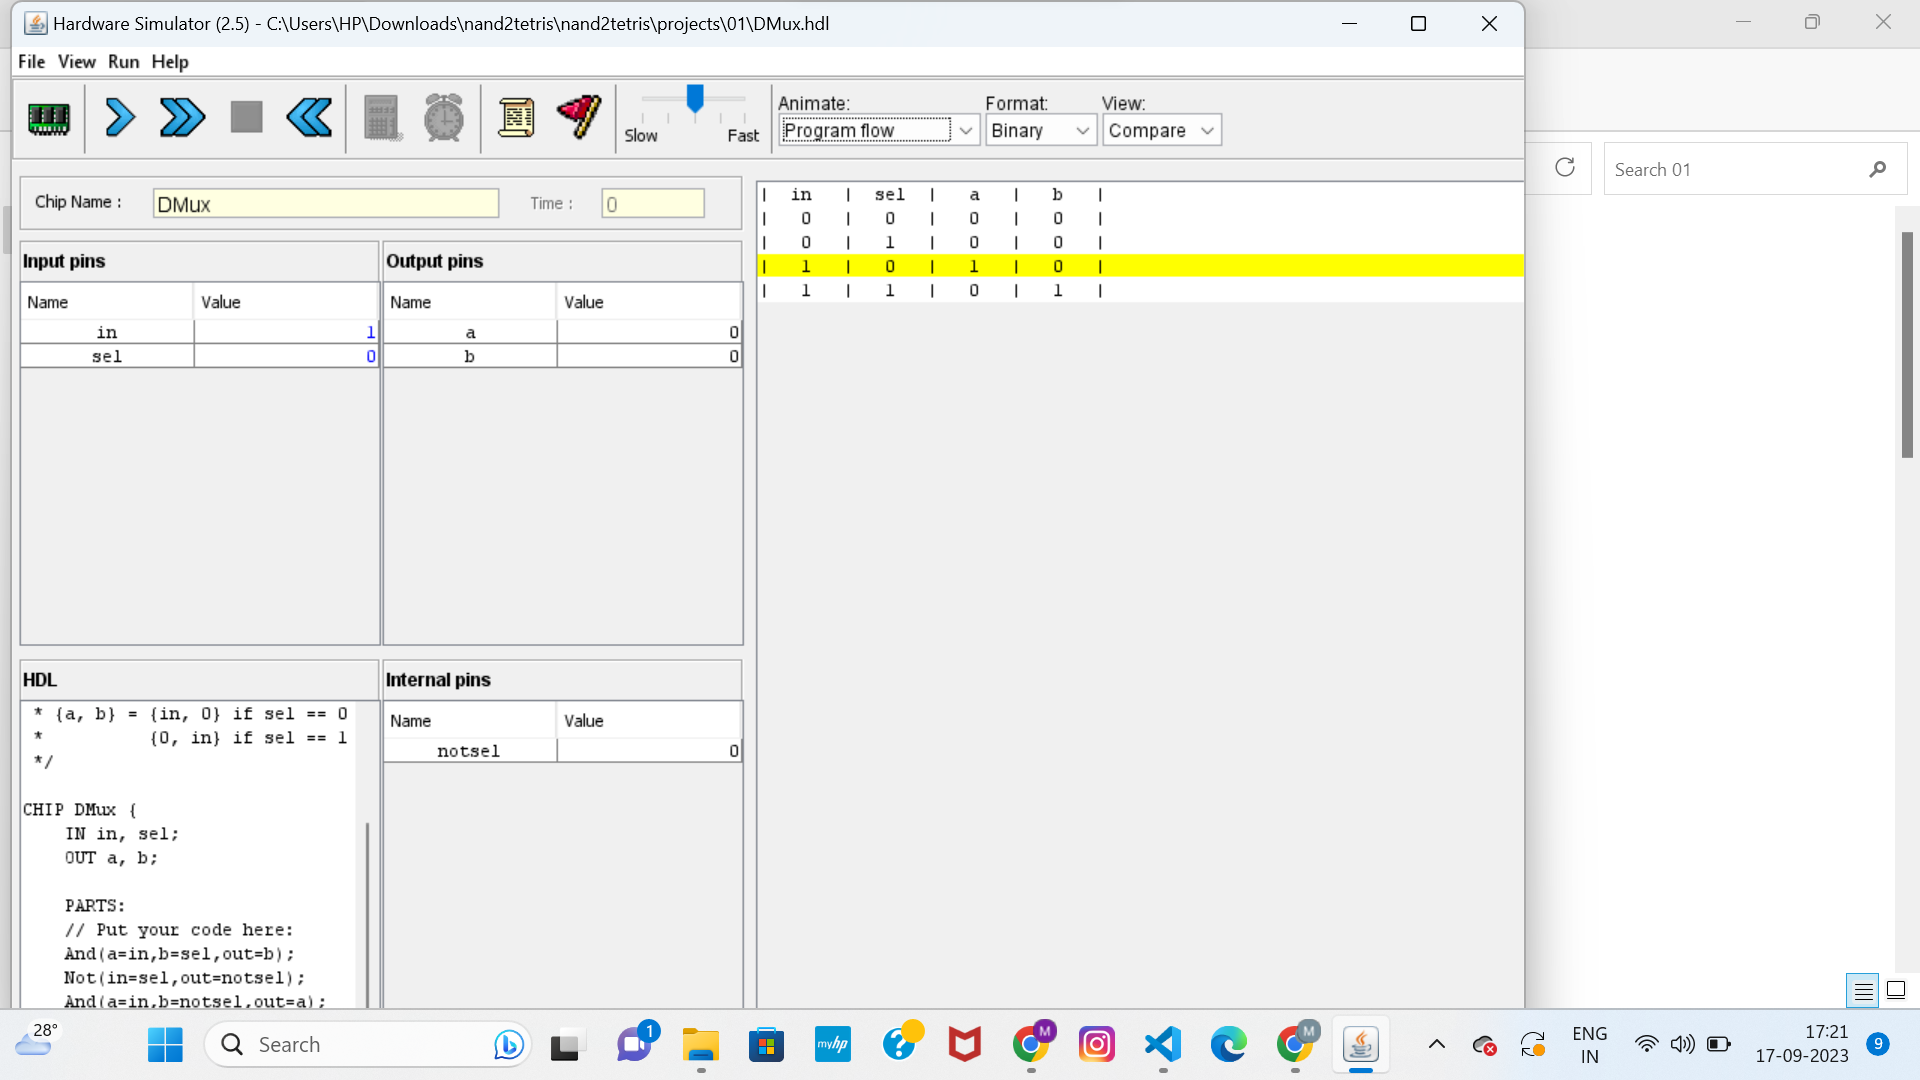 Hardware Simulator (2.5) - C:\Users\HP\Downloads\nand2tetris\nand2tetris\projects\01\DMux.hdl
File View Run Help
Slow Fast
Animate: Format: View:
Program flow Binary Compare
Search 01
Chip Name : DMux Time : 0
Input pins Output pins
Name Value Name Value
in 1 a 0
sel 0 b 0
| in | sel | a | b |
| 0 | 0 | 0 | 0 |
| 0 | 1 | 0 | 0 |
| 1 | 0 | 1 | 0 |
| 1 | 1 | 0 | 1 |
HDL
* {a, b} = {in, 0} if sel == 0
* {0, in} if sel == 1
*/
CHIP DMux {
IN in, sel;
OUT a, b;
PARTS:
// Put your code here:
And(a=in,b=sel,out=b);
Not(in=sel,out=notsel);
And(a=in,b=notsel,out=a);
Internal pins
Name Value
notsel 0
28°
Search
1
myhp
?
M
M
ENG
IN
17:21
17-09-2023
9